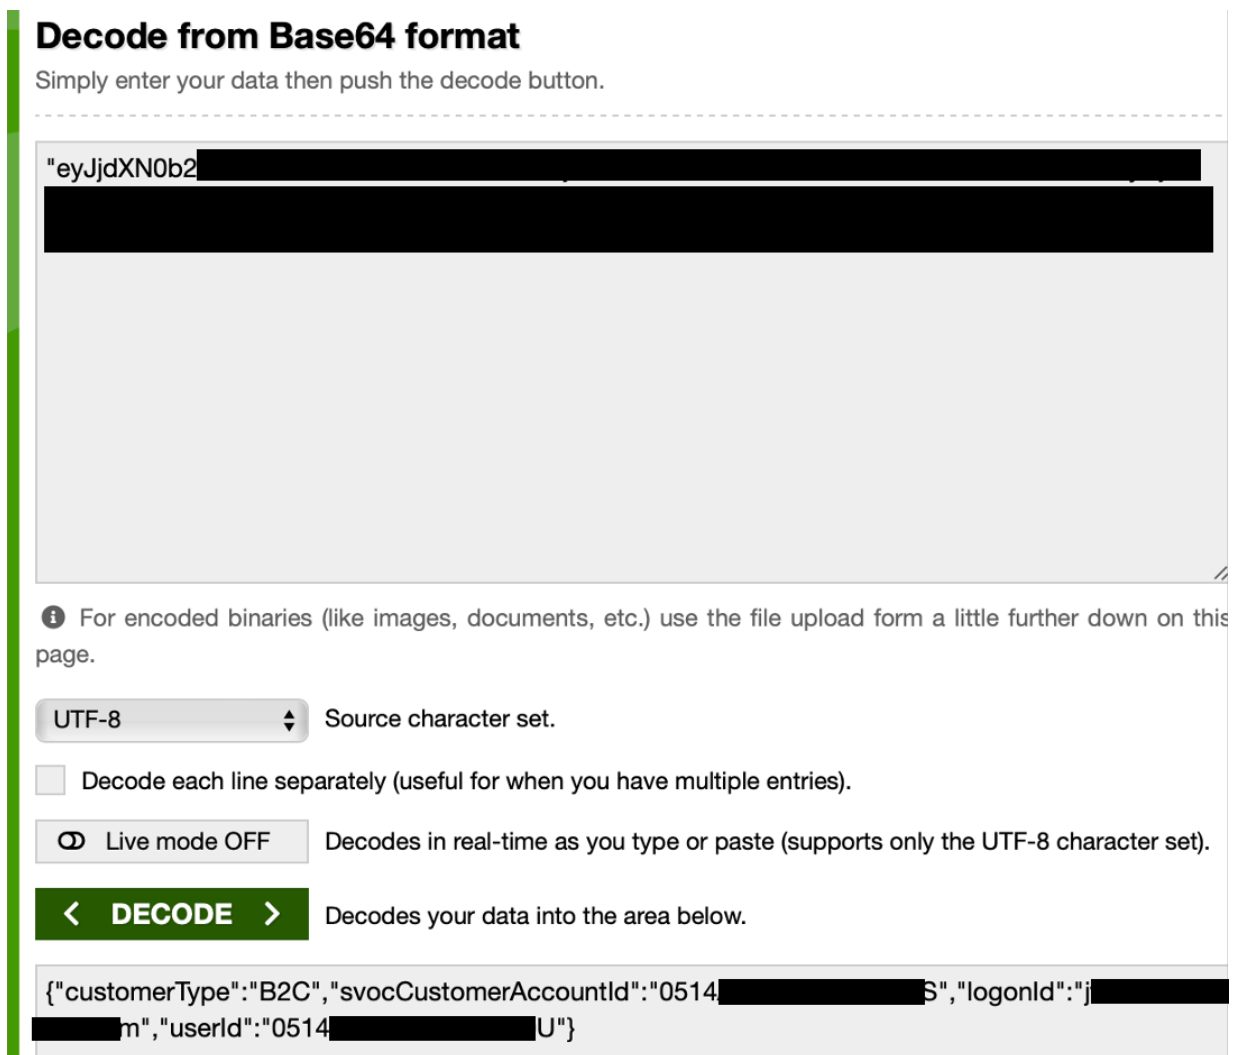 Decode from Base64 format
Simply enter your data then push the decode button.
"eyJjdXN0b2
For encoded binaries (like images, documents, etc.) use the file upload form a little further down on this
page.
UTF-8 Source character set.
Decode each line separately (useful for when you have multiple entries).
Live mode OFF Decodes in real-time as you type or paste (supports only the UTF-8 character set).
< DECODE > Decodes your data into the area below.
{"customerType":"B2C","svocCustomerAccountId":"0514 S","logonId":"j
m","userId":"0514 U"}